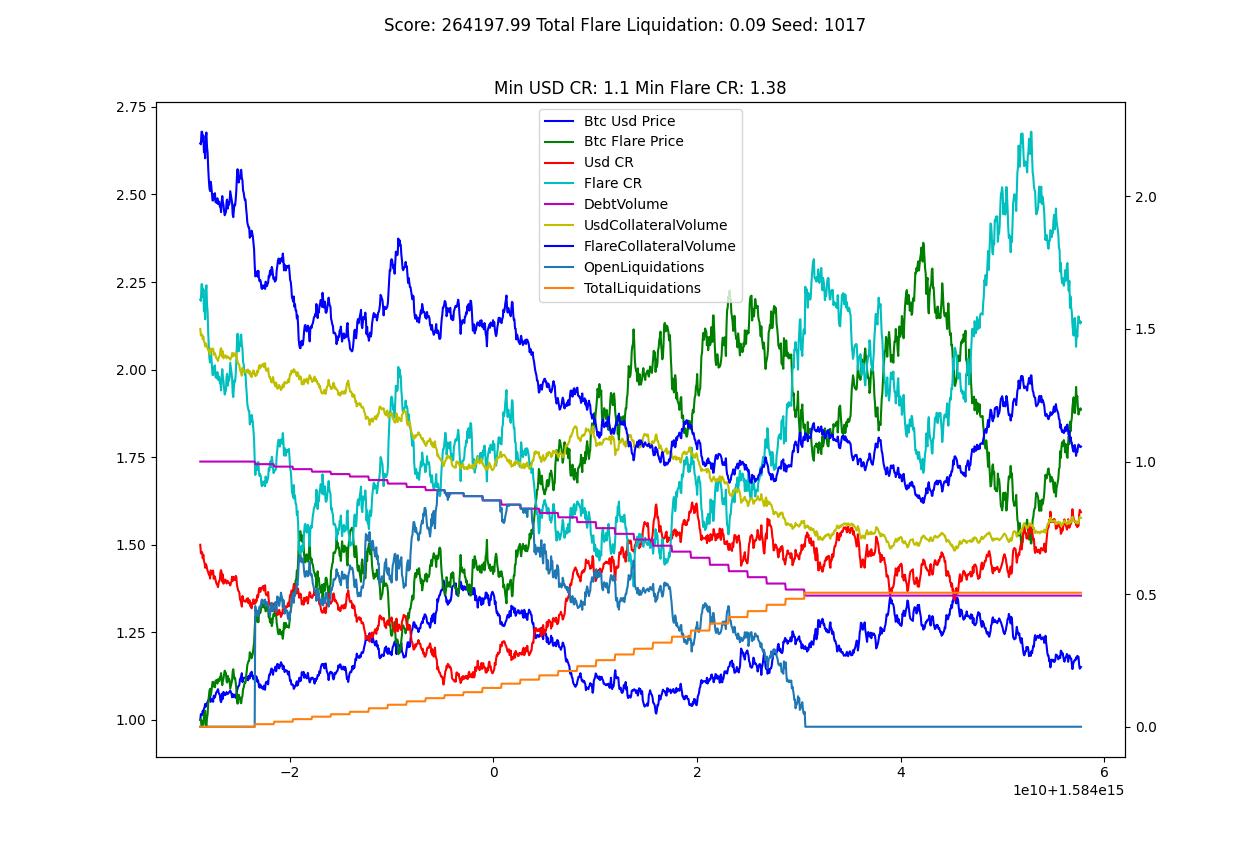 Score: 264197.99 Total Flare Liquidation: 0.09 Seed: 1017
Min USD CR: 1.1 Min Flare CR: 1.38
2.75
2.50
2.25
2.00
1.75
1.50
1.25
1.00
Btc Usd Price
Btc Flare Price
Usd CR
Flare CR
DebtVolume
UsdCollateralVolume
FlareCollateralVolume
OpenLiquidations
TotalLiquidations
2.0
1.5
1.0
0.5
0.0
−2 0 2 4 6
1e10+1.584e15